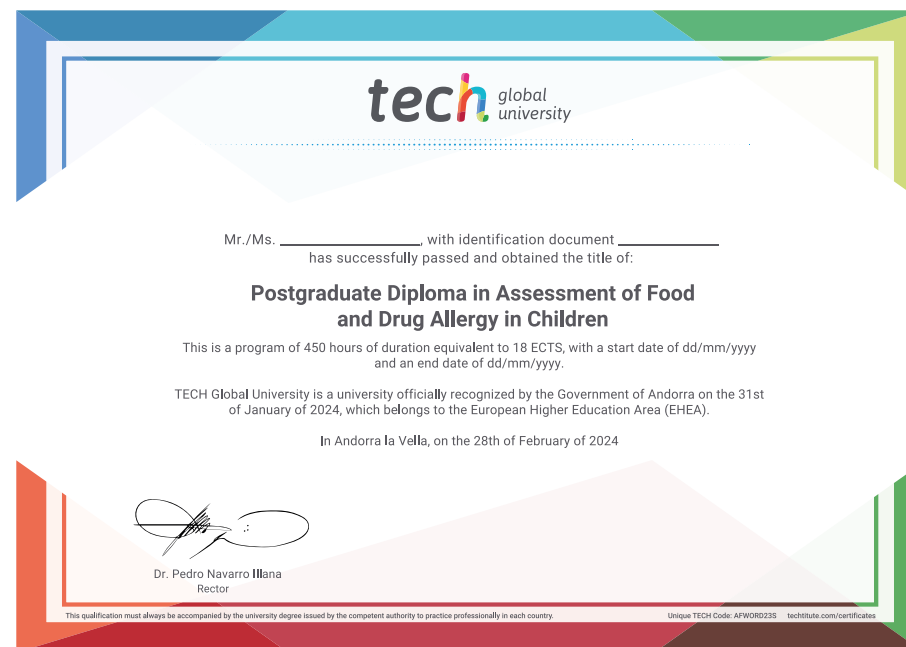 tech global university
Mr./Ms. ____________________, with identification document ______________
has successfully passed and obtained the title of:
Postgraduate Diploma in Assessment of Food
and Drug Allergy in Children
This is a program of 450 hours of duration equivalent to 18 ECTS, with a start date of dd/mm/yyyy
and an end date of dd/mm/yyyy.
TECH Global University is a university officially recognized by the Government of Andorra on the 31st
of January of 2024, which belongs to the European Higher Education Area (EHEA).
In Andorra la Vella, on the 28th of February of 2024
Dr. Pedro Navarro Illana
Rector
This qualification must always be accompanied by the university degree issued by the competent authority to practice professionally in each country.
Unique TECH Code: AFWORD23S techtitute.com/certificates